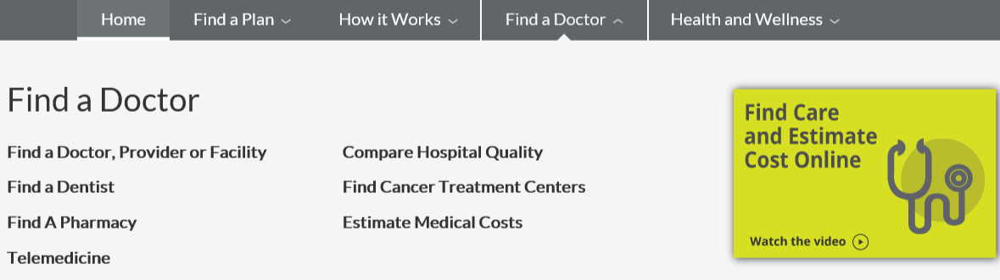 Home Find a Plan How it Works Find a Doctor Health and Wellness
Find a Doctor
Find a Doctor, Provider or Facility
Find a Dentist
Find A Pharmacy
Telemedicine
Compare Hospital Quality
Find Cancer Treatment Centers
Estimate Medical Costs
Find Care
and Estimate
Cost Online
Watch the video